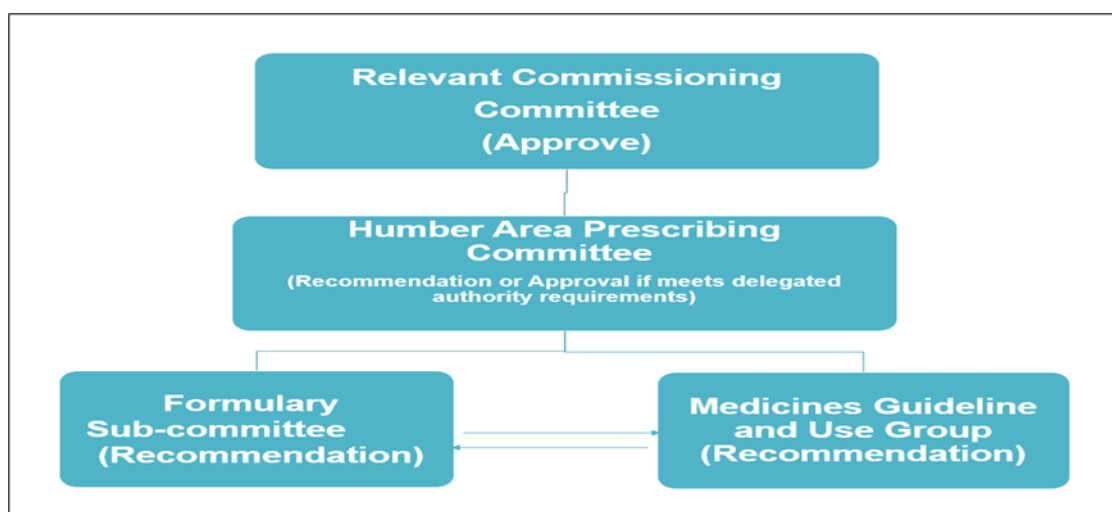 Relevant Commissioning
Committee
(Approve)
Humber Area Prescribing
Committee
(Recommendation or Approval if meets delegated
authority requirements)
Formulary
Sub-committee
(Recommendation)
Medicines Guideline
and Use Group
(Recommendation)